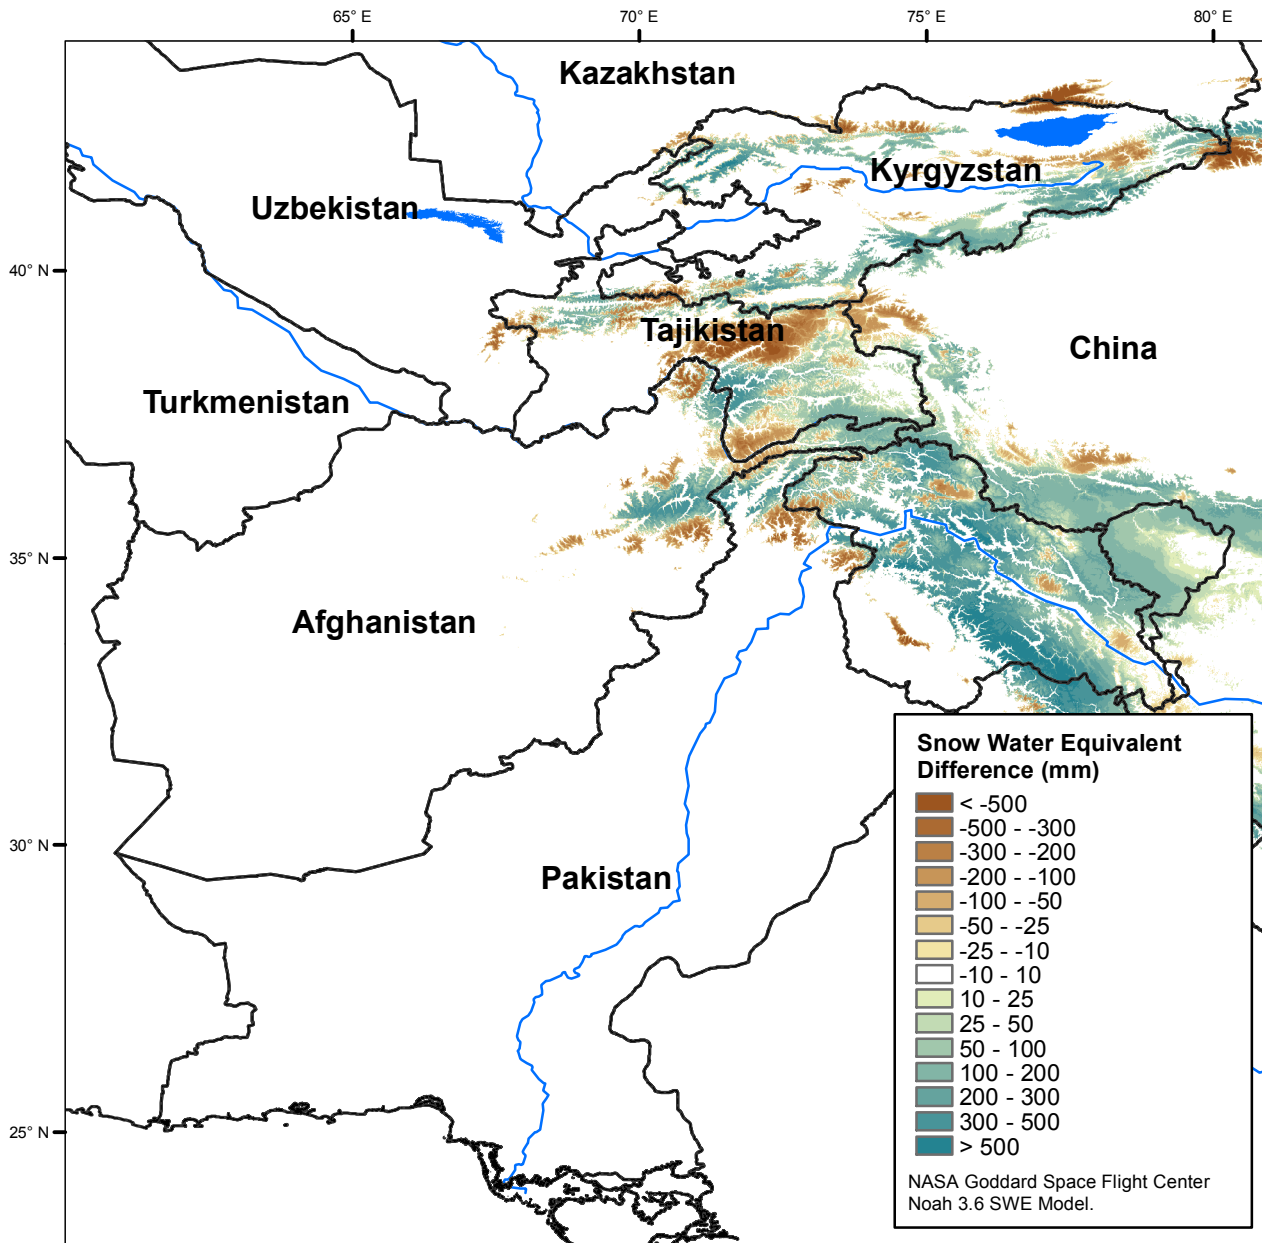 65° E
70° E
75° E
80° E
Kazakhstan
Kyrgyzstan
Uzbekistan
40° N
Tajikistan
China
Turkmenistan
35° N
Afghanistan
30° N
Pakistan
25° N
Snow Water Equivalent
Difference (mm)
< -500
-500 - -300
-300 - -200
-200 - -100
-100 - -50
-50 - -25
-25 - -10
-10 - 10
10 - 25
25 - 50
50 - 100
100 - 200
200 - 300
300 - 500
> 500
NASA Goddard Space Flight Center
Noah 3.6 SWE Model.